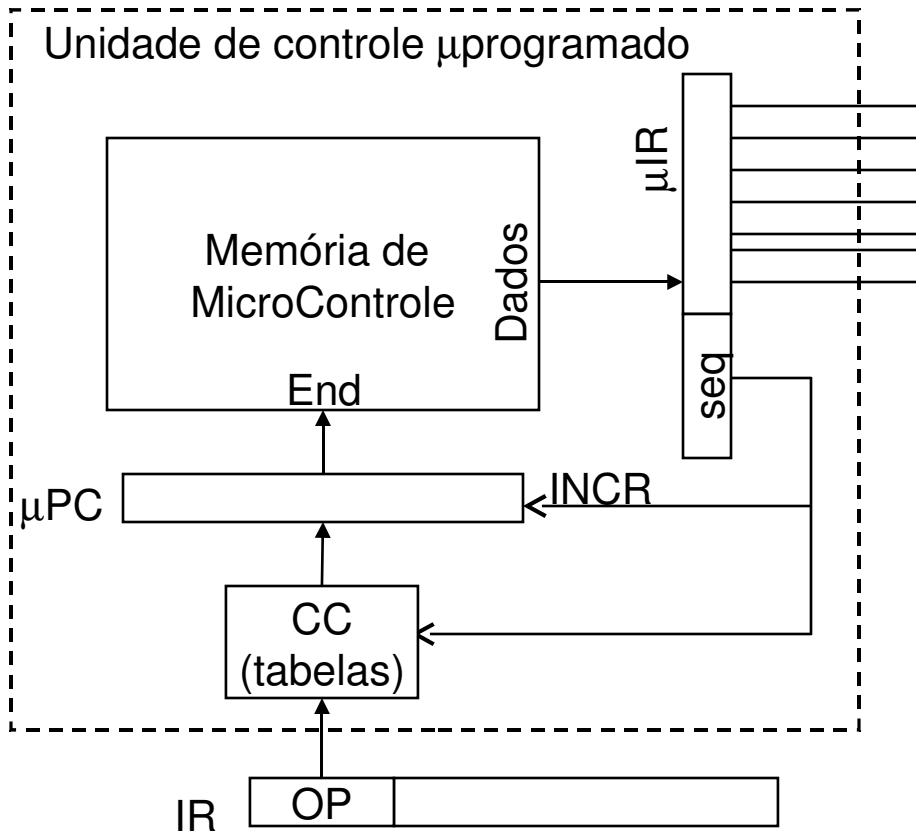 Unidade de controle μprogramado
μIR
Memória de
MicroControle
Dados
End
seq
μPC
INCR
CC
(tabelas)
IR
OP